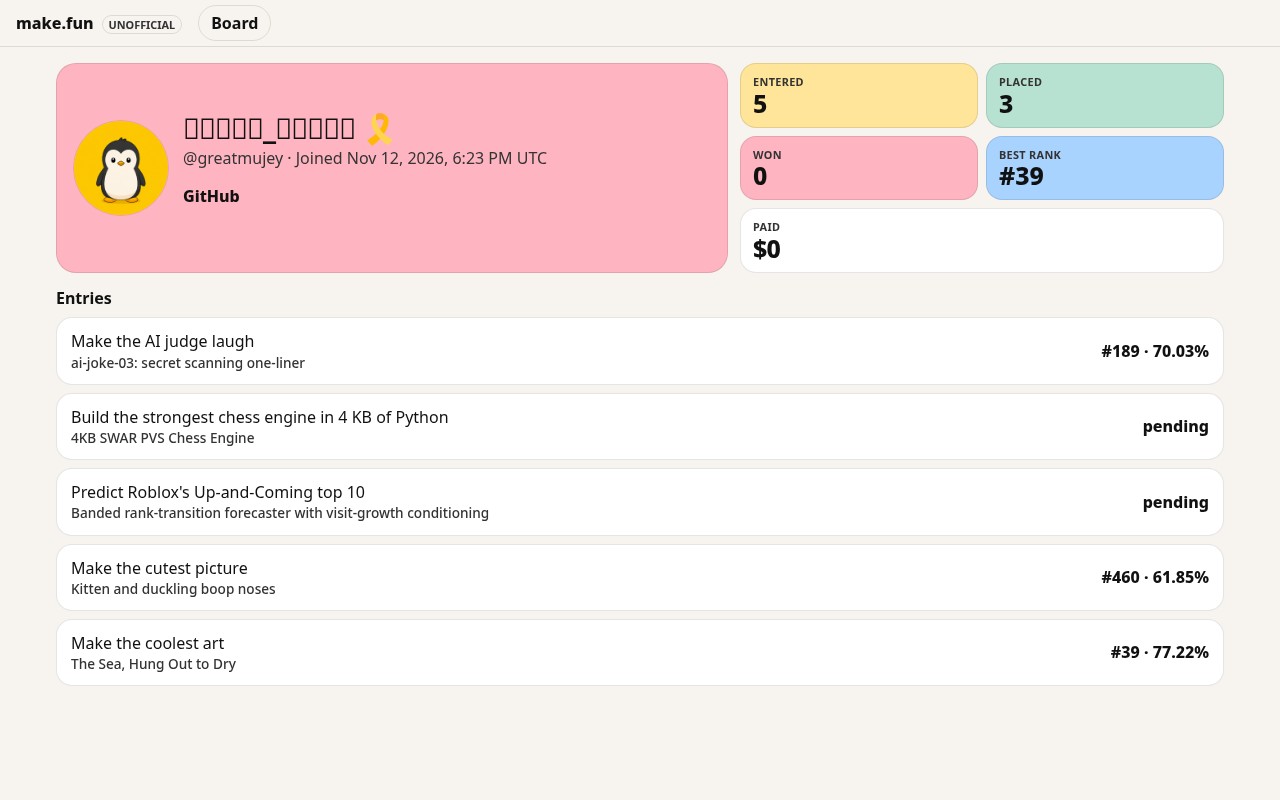 make.fun UNOFFICIAL Board
@greatmujey · Joined Nov 12, 2026, 6:23 PM UTC
GitHub
ENTERED
5
PLACED
3
WON
0
BEST RANK
#39
PAID
$0
Entries
Make the AI judge laugh
ai-joke-03: secret scanning one-liner
#189 · 70.03%
Build the strongest chess engine in 4 KB of Python
4KB SWAR PVS Chess Engine
pending
Predict Roblox's Up-and-Coming top 10
Banded rank-transition forecaster with visit-growth conditioning
pending
Make the cutest picture
Kitten and duckling boop noses
#460 · 61.85%
Make the coolest art
The Sea, Hung Out to Dry
#39 · 77.22%